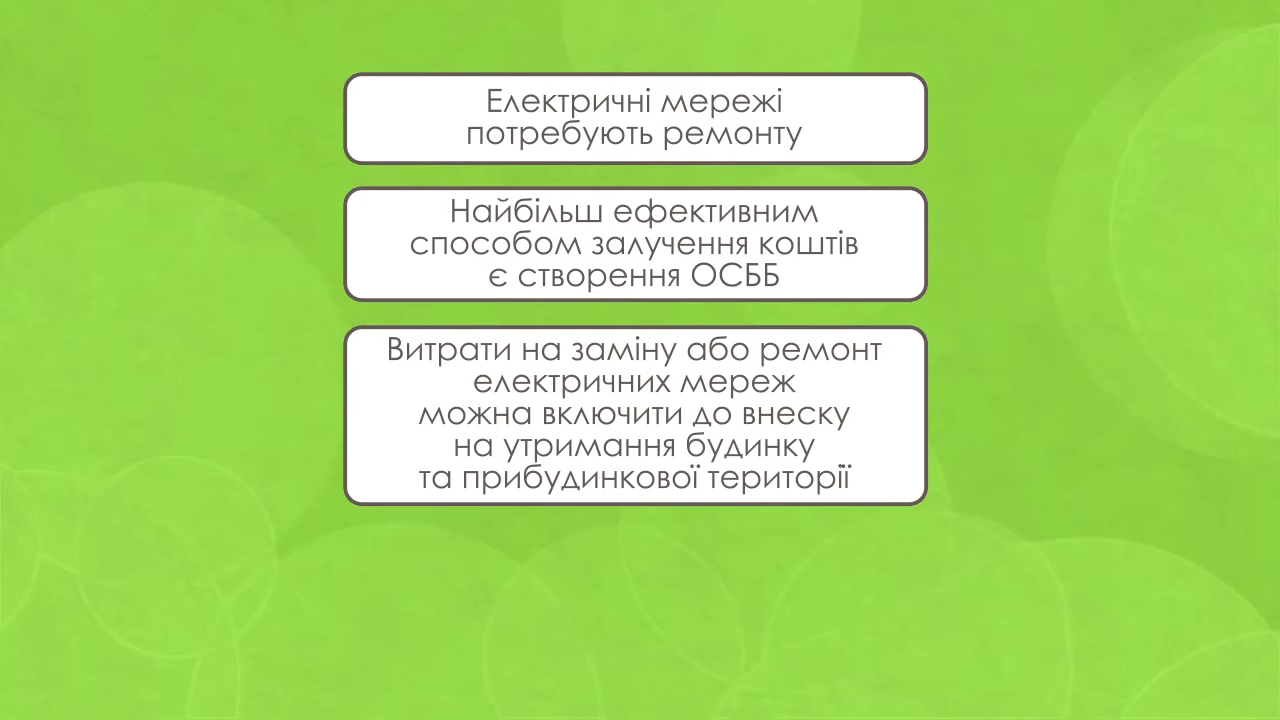 Електричні мережі
потребують ремонту
Найбільш ефективним
способом залучення коштів
є створення ОСББ
Витрати на заміну або ремонт
електричних мереж
можна включити до внеску
на утримання будинку
та прибудинкової території